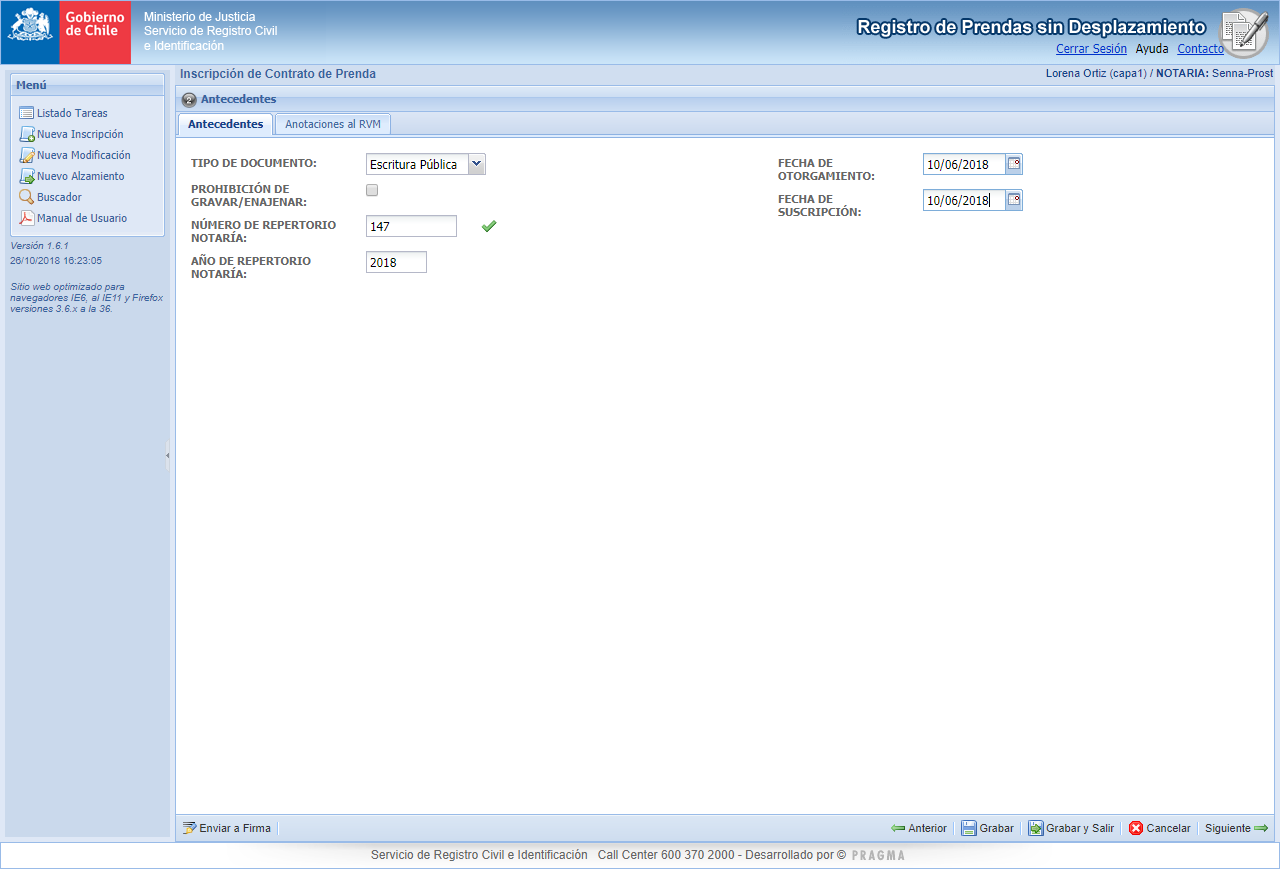 Gobierno
de Chile
Ministerio de Justicia
Servicio de Registro Civil
e Identificación
Registro de Prendas sin Desplazamiento
Cerrar Sesión Ayuda Contacto
Menú
Listado Tareas
Nueva Inscripción
Nueva Modificación
Nuevo Alzamiento
Buscador
Manual de Usuario
Versión 1.6.1
26/10/2018 16:23:05
Sitio web optimizado para
navegadores IE6, al IE11 y Firefox
versiones 3.6.x a la 36.
Inscripción de Contrato de Prenda
Lorena Ortiz (capa1) / NOTARIA: Senna-Prost
2 Antecedentes
Antecedentes Anotaciones al RVM
TIPO DE DOCUMENTO: Escritura Pública
PROHIBICIÓN DE
GRAVAR/ENAJENAR:
NÚMERO DE REPERTORIO
NOTARÍA: 147
AÑO DE REPERTORIO
NOTARÍA: 2018
FECHA DE
OTORGAMIENTO: 10/06/2018
FECHA DE
SUSCRIPCIÓN: 10/06/2018
Enviar a Firma
Anterior Grabar Grabar y Salir Cancelar Siguiente
Servicio de Registro Civil e Identificación Call Center 600 370 2000 - Desarrollado por © PRAGMA